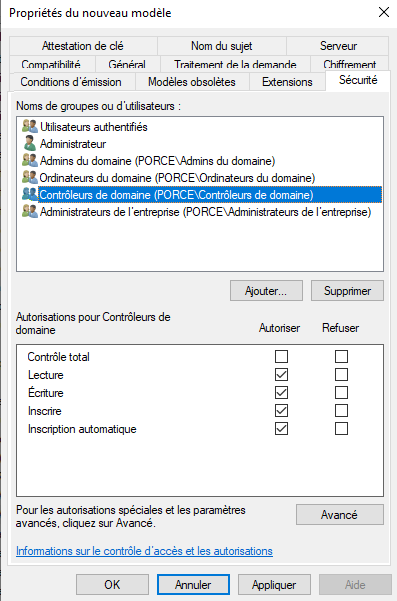 Propriétés du nouveau modèle
Attestation de clé Nom du sujet Serveur
Compatibilité Général Traitement de la demande Chiffrement
Conditions d'émission Modèles obsolètes Extensions Sécurité
Noms de groupes ou d'utilisateurs :
Utilisateurs authentifiés
Administrateur
Admins du domaine (PORCE\Admins du domaine)
Ordinateurs du domaine (PORCE\Ordinateurs du domaine)
Contrôleurs de domaine (PORCE\Contrôleurs de domaine)
Administrateurs de l'entreprise (PORCE\Administrateurs de l'entreprise)
Ajouter... Supprimer
Autorisations pour Contrôleurs de
domaine Autoriser Refuser
Contrôle total
Lecture
Écriture
Inscrire
Inscription automatique
Pour les autorisations spéciales et les paramètres
avancés, cliquez sur Avancé. Avancé
Informations sur le contrôle d'accès et les autorisations
OK Annuler Appliquer Aide